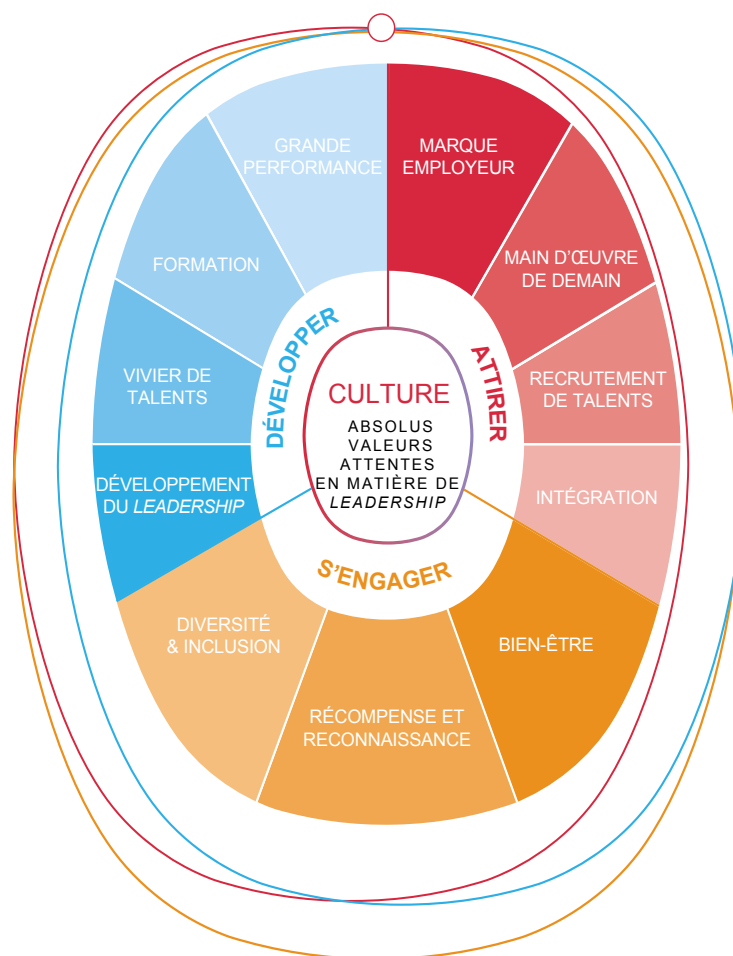 GRANDE
PERFORMANCE
MARQUE
EMPLOYEUR
FORMATION
MAIN D’ŒUVRE
DE DEMAIN
DÉVELOPPER
ATTIRER
VIVIER DE
TALENTS
RECRUTEMENT
DE TALENTS
CULTURE
ABSOLUS
VALEURS
ATTENTES
EN MATIÈRE DE
LEADERSHIP
DÉVELOPPEMENT
DU LEADERSHIP
INTÉGRATION
S’ENGAGER
DIVERSITÉ
& INCLUSION
BIEN-ÊTRE
RÉCOMPENSE ET
RECONNAISSANCE